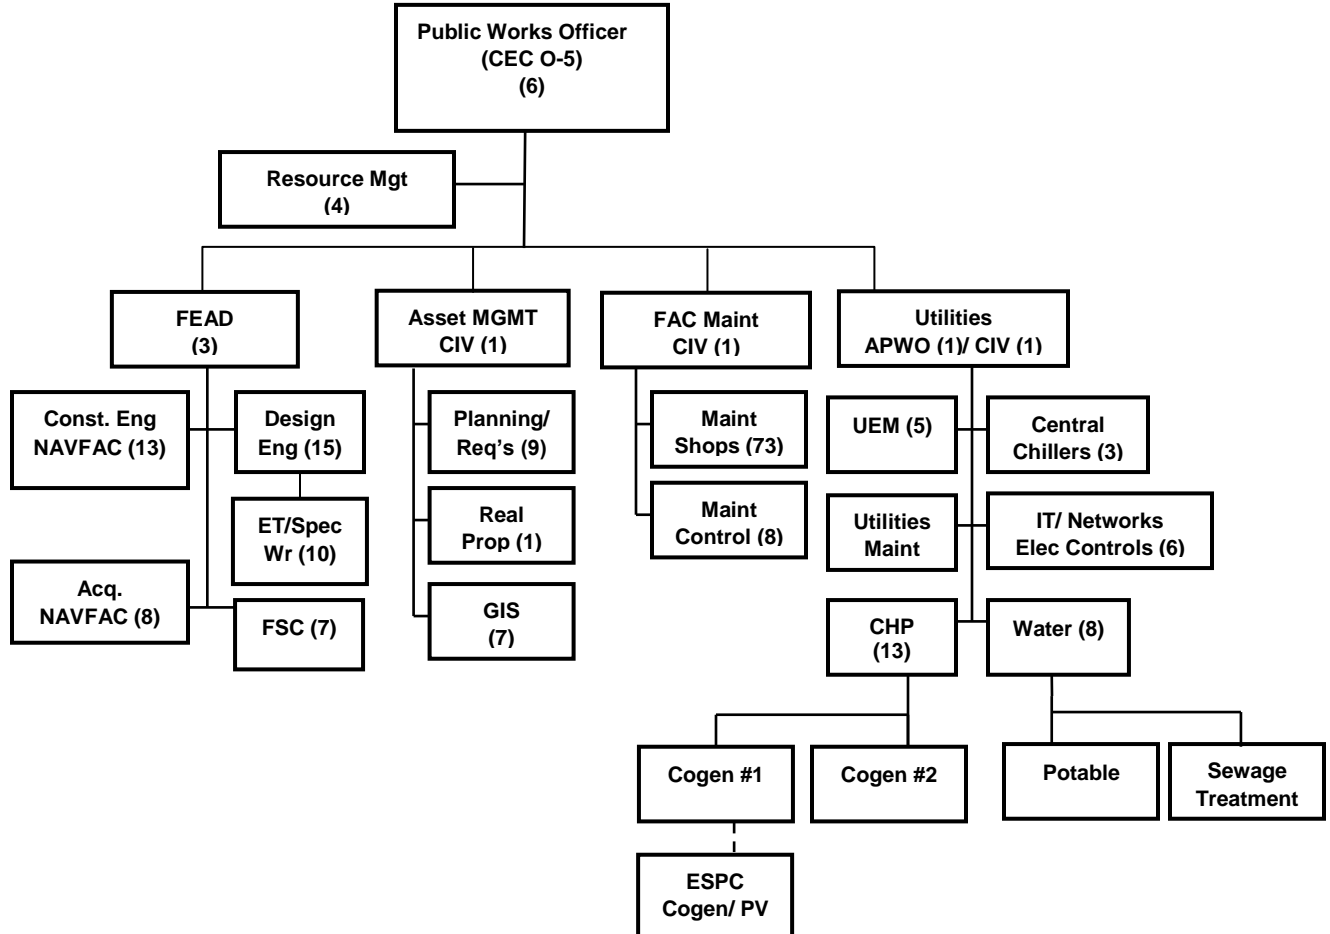 Public Works Officer
(CEC O-5)
(6)
Resource Mgt
(4)
FEAD
(3)
Asset MGMT
CIV (1)
FAC Maint
CIV (1)
Utilities
APWO (1)/ CIV (1)
Const. Eng
NAVFAC (13)
Design
Eng (15)
Planning/
Req’s (9)
Maint
Shops (73)
UEM (5)
Central
Chillers (3)
ET/Spec
Wr (10)
Real
Prop (1)
Maint
Control (8)
Utilities
Maint
IT/ Networks
Elec Controls (6)
Acq.
NAVFAC (8)
FSC (7)
GIS
(7)
CHP
(13)
Water (8)
Cogen #1
Cogen #2
Potable
Sewage
Treatment
ESPC
Cogen/ PV